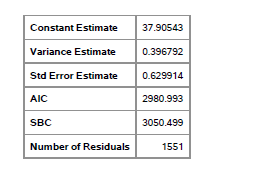 Constant Estimate 37.90543
Variance Estimate 0.396792
Std Error Estimate 0.629914
AIC 2980.993
SBC 3050.499
Number of Residuals 1551